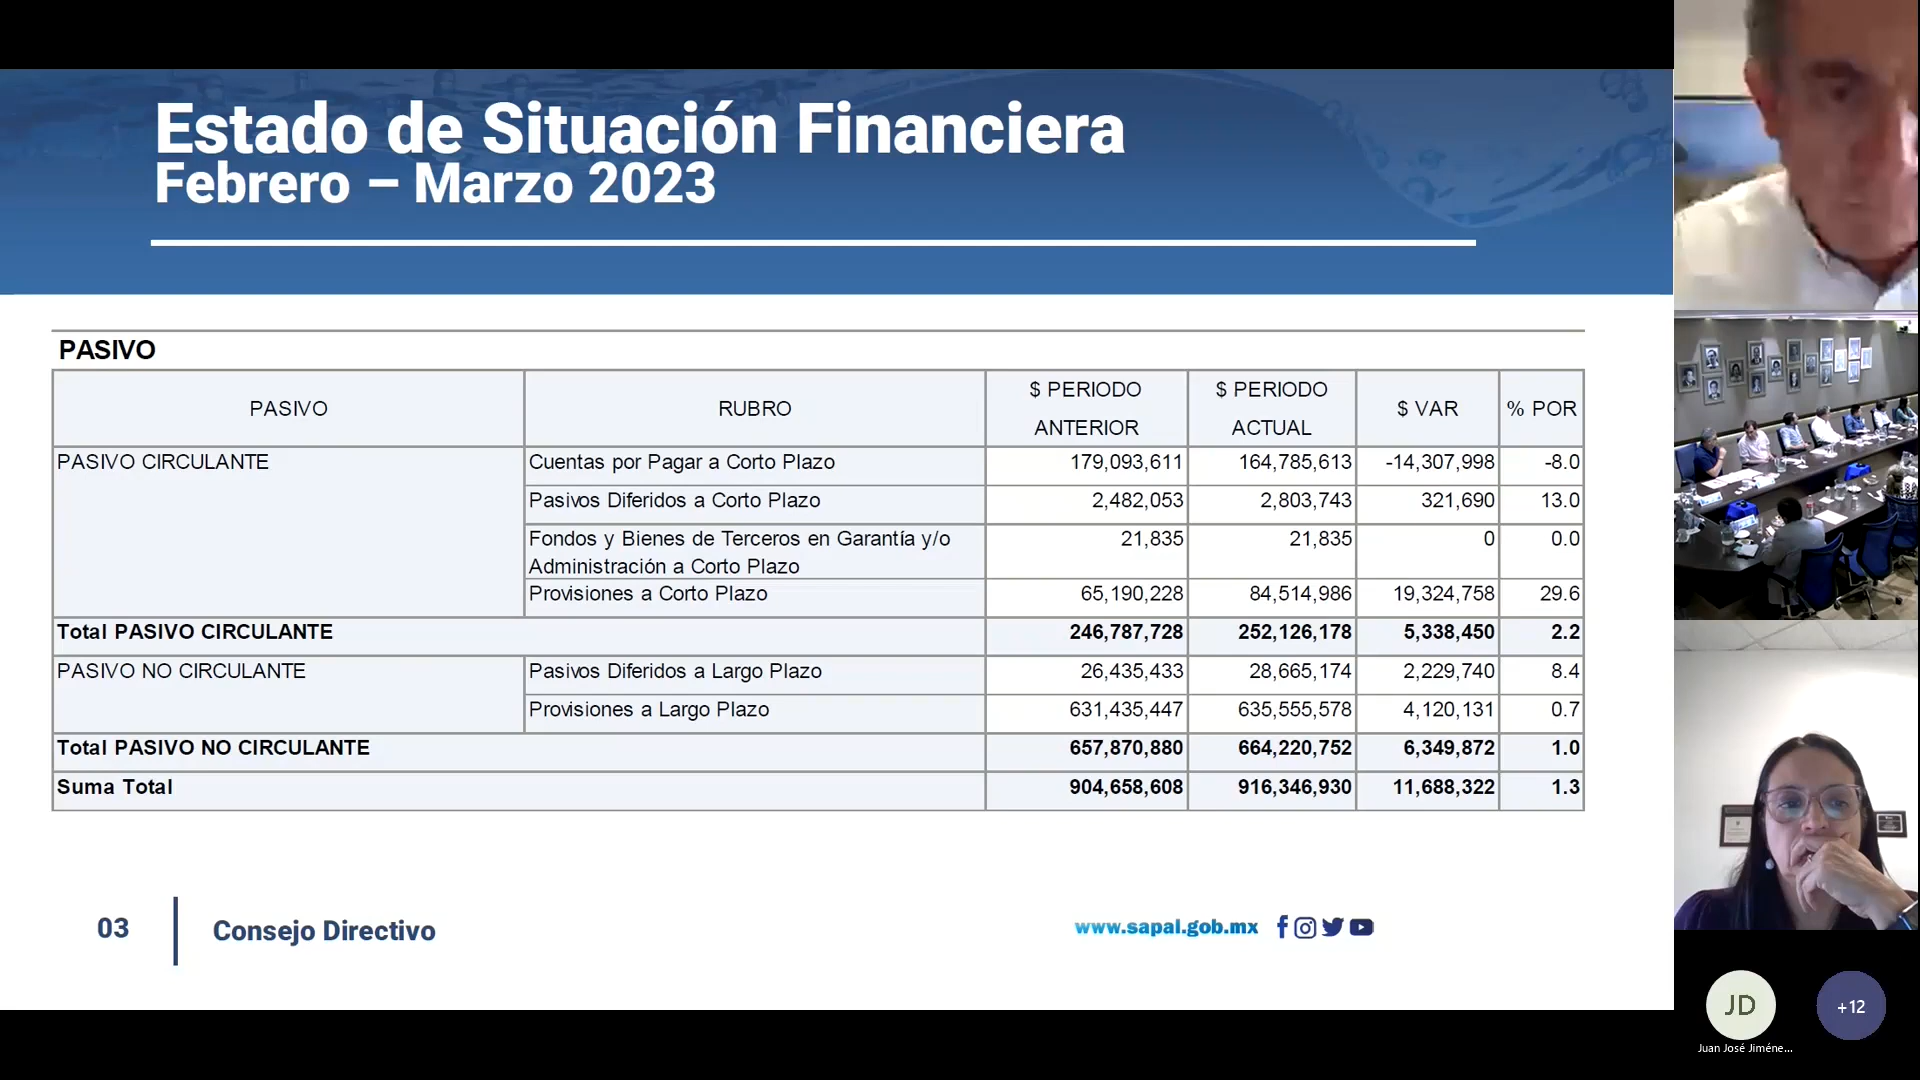 Estado de Situación Financiera
Febrero – Marzo 2023
PASIVO
PASIVO RUBRO $ PERIODO ANTERIOR $ PERIODO ACTUAL $ VAR % POR
PASIVO CIRCULANTE Cuentas por Pagar a Corto Plazo 179,093,611 164,785,613 -14,307,998 -8.0
Pasivos Diferidos a Corto Plazo 2,482,053 2,803,743 321,690 13.0
Fondos y Bienes de Terceros en Garantía y/o Administración a Corto Plazo 21,835 21,835 0 0.0
Provisiones a Corto Plazo 65,190,228 84,514,986 19,324,758 29.6
Total PASIVO CIRCULANTE 246,787,728 252,126,178 5,338,450 2.2
PASIVO NO CIRCULANTE Pasivos Diferidos a Largo Plazo 26,435,433 28,665,174 2,229,740 8.4
Provisiones a Largo Plazo 631,435,447 635,555,578 4,120,131 0.7
Total PASIVO NO CIRCULANTE 657,870,880 664,220,752 6,349,872 1.0
Suma Total 904,658,608 916,346,930 11,688,322 1.3
03 Consejo Directivo
www.sapal.gob.mx
JD
+12
Juan José Jiméne...